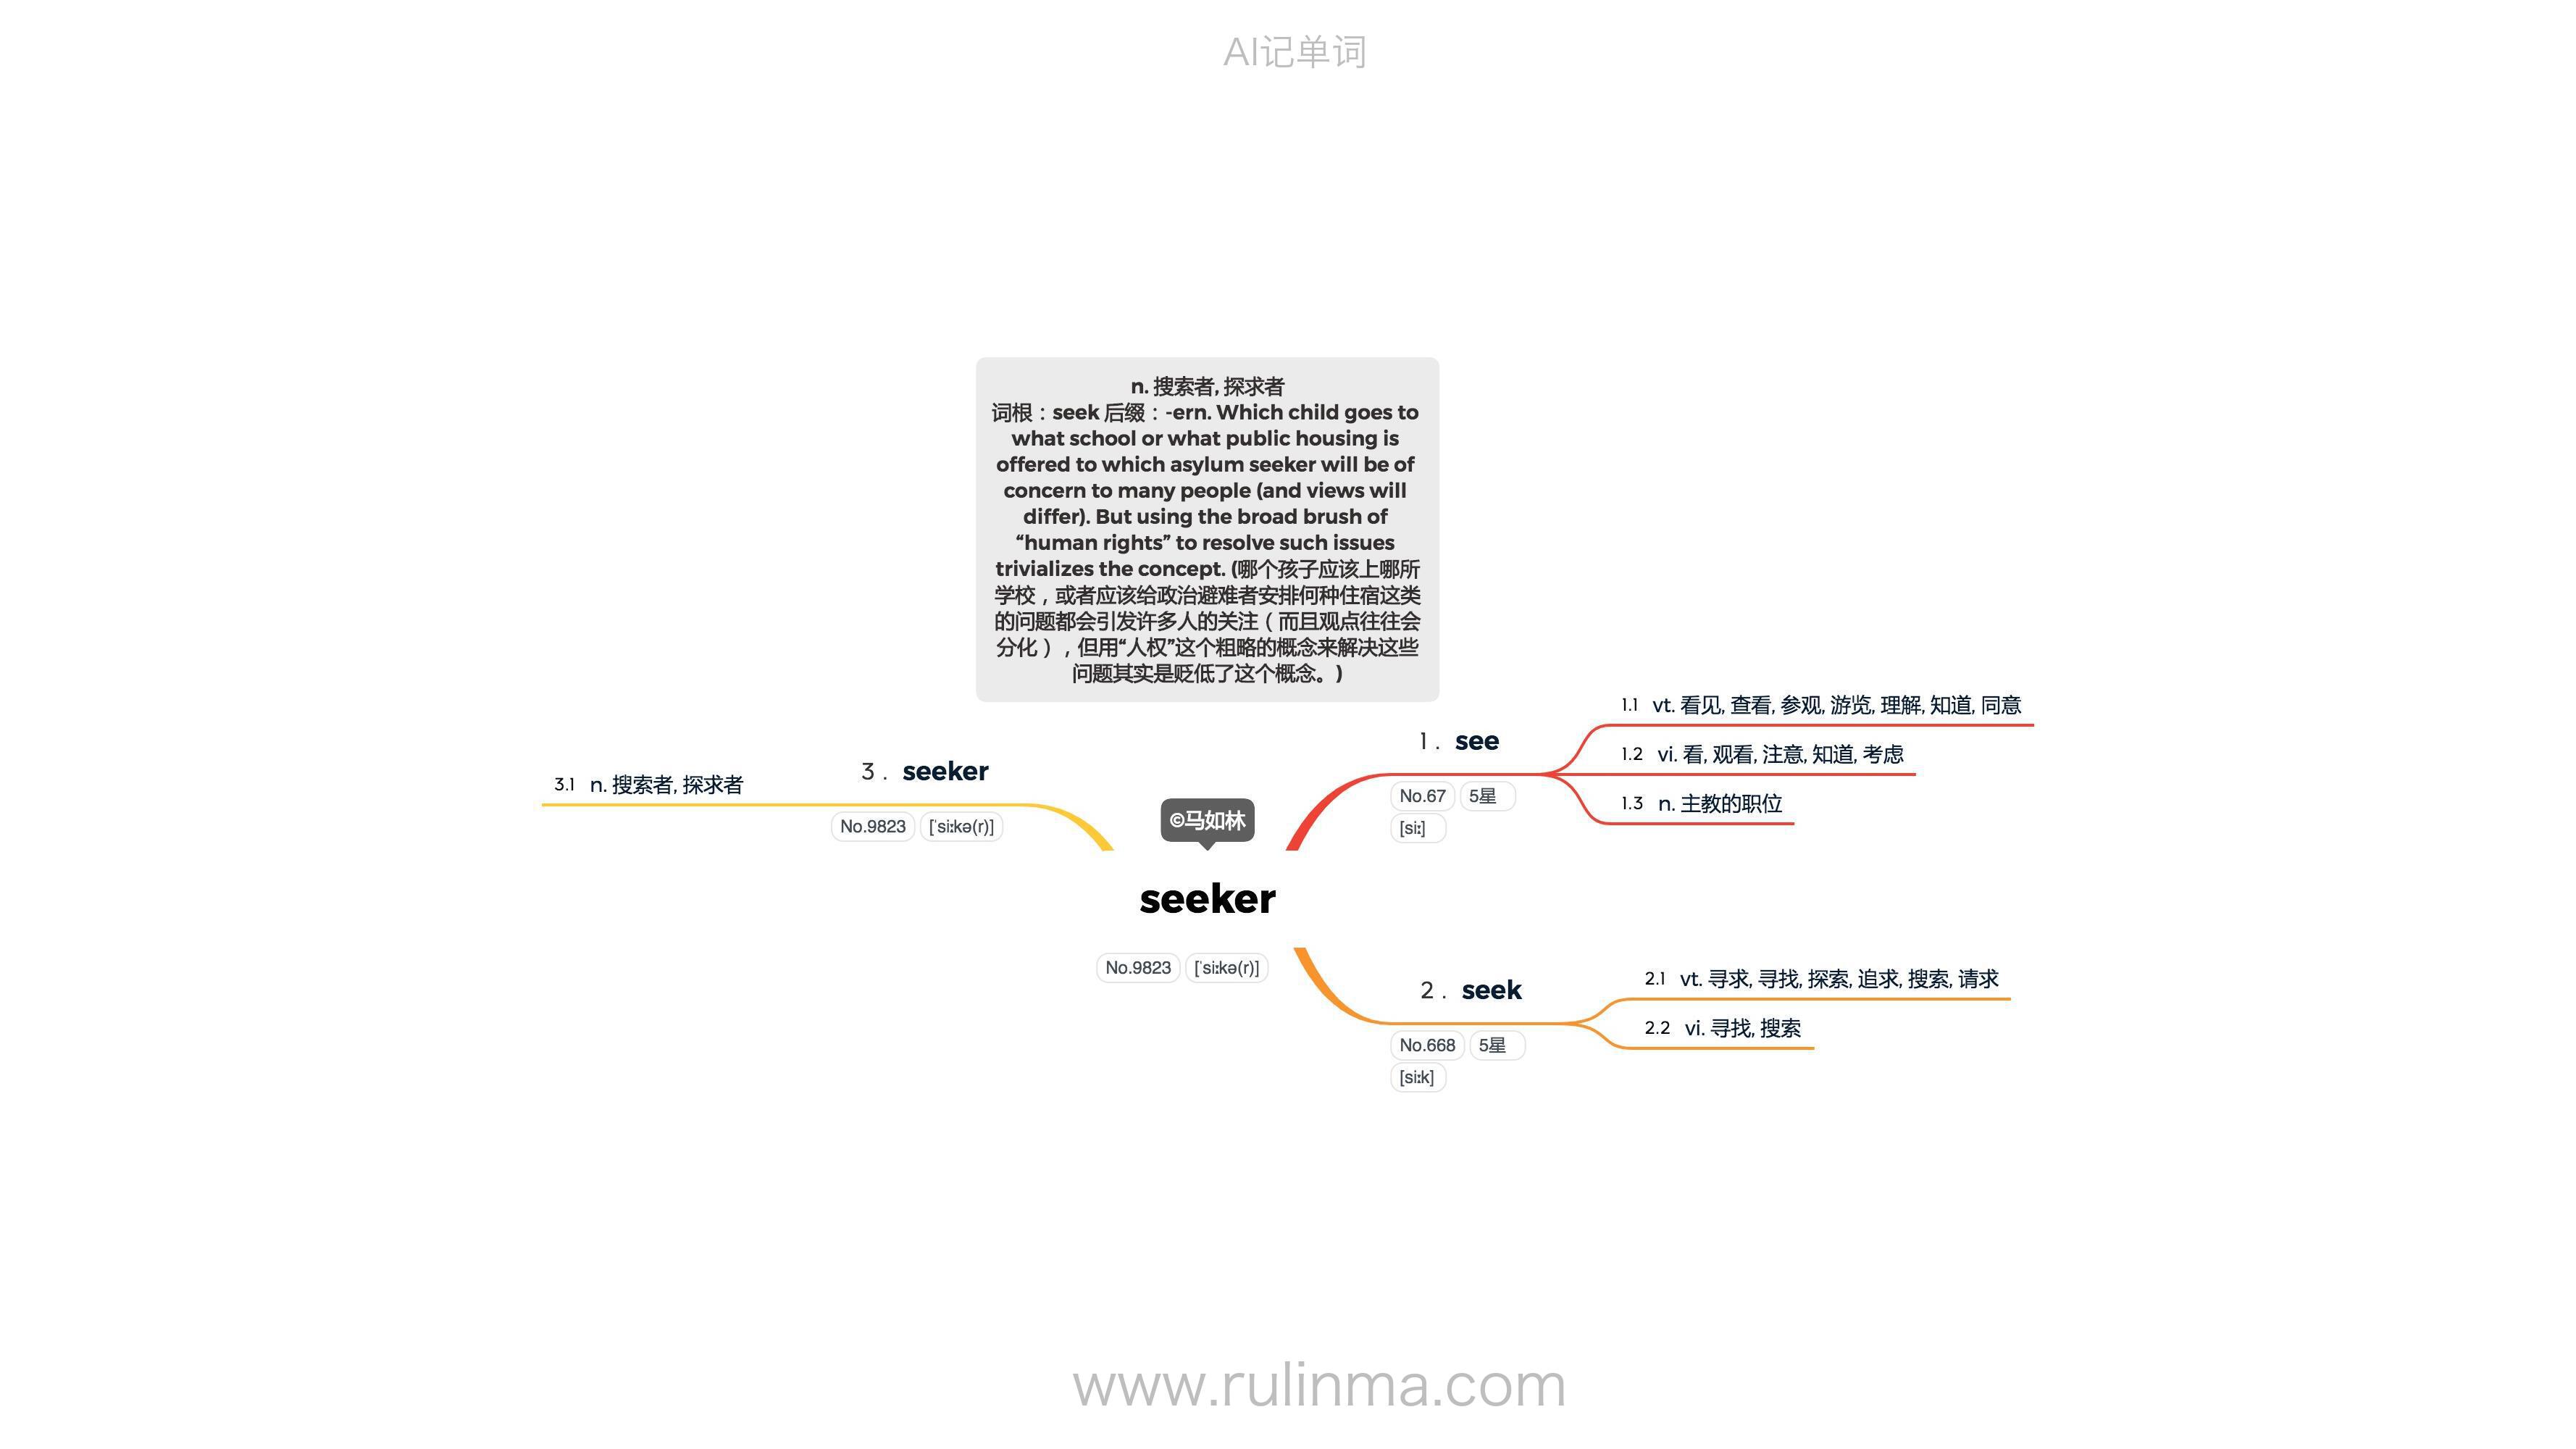 AI记单词
n. 搜索者, 探求者
词根：seek 后缀：-ern. Which child goes to
what school or what public housing is
offered to which asylum seeker will be of
concern to many people (and views will
differ). But using the broad brush of
“human rights” to resolve such issues
trivializes the concept. (哪个孩子应该上哪所
学校，或者应该给政治避难者安排何种住宿这类
的问题都会引发许多人的关注（而且观点往往会
分化），但用“人权”这个粗略的概念来解决这些
问题其实是贬低了这个概念。)
©马如林
seeker
No.9823 [ˈsiːkə(r)]
1. see
No.67 5星
[siː]
1.1 vt. 看见, 查看, 参观, 游览, 理解, 知道, 同意
1.2 vi. 看, 观看, 注意, 知道, 考虑
1.3 n. 主教的职位
2. seek
No.668 5星
[siːk]
2.1 vt. 寻求, 寻找, 探索, 追求, 搜索, 请求
2.2 vi. 寻找, 搜索
3. seeker
No.9823 [ˈsiːkə(r)]
3.1 n. 搜索者, 探求者
www.rulinma.com